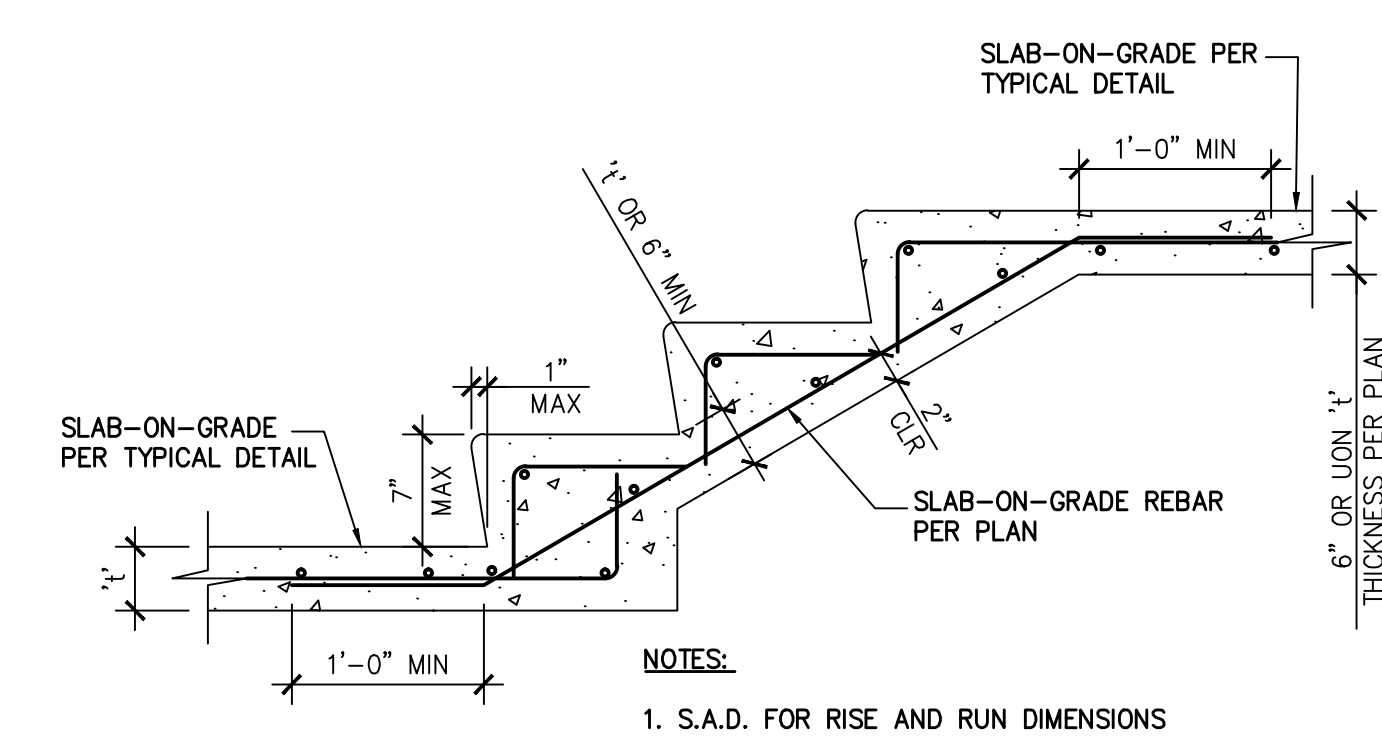 SLAB-ON-GRADE PER
TYPICAL DETAIL
1'-0" MIN
't' OR 6" MIN
1"
MAX
SLAB-ON-GRADE
PER TYPICAL DETAIL
7"
MAX
2"
CLR
SLAB-ON-GRADE REBAR
PER PLAN
6" OR UON 't'
THICKNESS PER PLAN
't'
1'-0" MIN
NOTES:
1. S.A.D. FOR RISE AND RUN DIMENSIONS